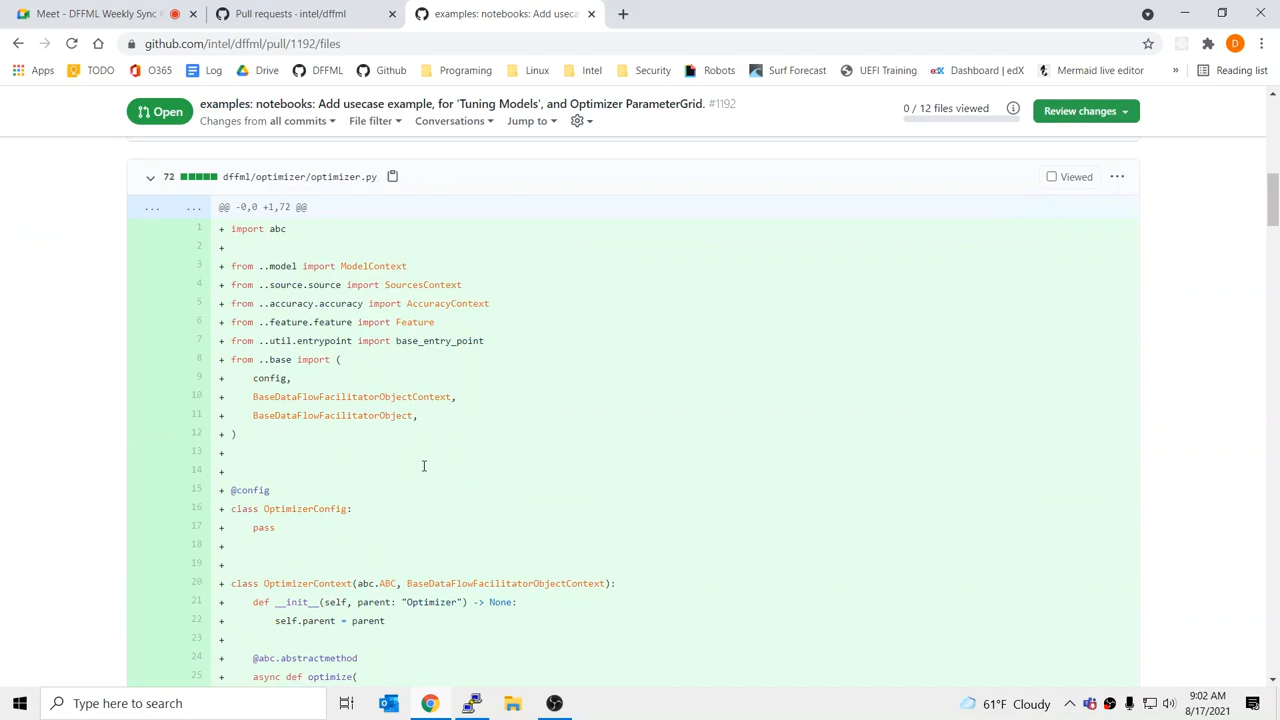 Meet - DFFML Weekly Sync
Pull requests · intel/dffml
examples: notebooks: Add useca
github.com/intel/dffml/pull/1192/files
Apps
TODO
O365
Log
Drive
DFFML
Github
Programing
Linux
Intel
Security
Robots
Surf Forecast
UEFI Training
Dashboard | edX
Mermaid live editor
»
Reading list
Open
examples: notebooks: Add usecase example, for 'Tuning Models', and Optimizer ParameterGrid. #1192
Changes from all commits
File filter
Conversations
Jump to
0 / 12 files viewed
Review changes
72
dffml/optimizer/optimizer.py
Viewed
...
... ... @@ -0,0 +1,72 @@
1 + import abc
2 +
3 + from ..model import ModelContext
4 + from ..source.source import SourcesContext
5 + from ..accuracy.accuracy import AccuracyContext
6 + from ..feature.feature import Feature
7 + from ..util.entrypoint import base_entry_point
8 + from ..base import (
9 + config,
10 + BaseDataFlowFacilitatorObjectContext,
11 + BaseDataFlowFacilitatorObject,
12 + )
13 +
14 +
15 + @config
16 + class OptimizerConfig:
17 + pass
18 +
19 +
20 + class OptimizerContext(abc.ABC, BaseDataFlowFacilitatorObjectContext):
21 + def __init__(self, parent: "Optimizer") -> None:
22 + self.parent = parent
23 +
24 + @abc.abstractmethod
25 + async def optimize(
Type here to search
61°F Cloudy
9:02 AM
8/17/2021